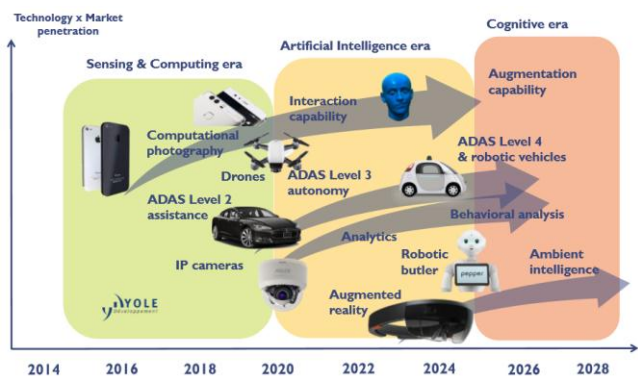 Technology x Market
penetration
Cognitive era
Artificial Intelligence era
Sensing & Computing era
Interaction
capability
Augmentation
capability
Computational
photography
Drones
ADAS Level 3
autonomy
ADAS Level 4
& robotic vehicles
ADAS Level 2
assistance
Behavioral analysis
Analytics
IP cameras
Robotic
butler
Ambient
intelligence
pepper
Augmented
reality
YOLE
Développement
2014 2016 2018 2020 2022 2024 2026 2028